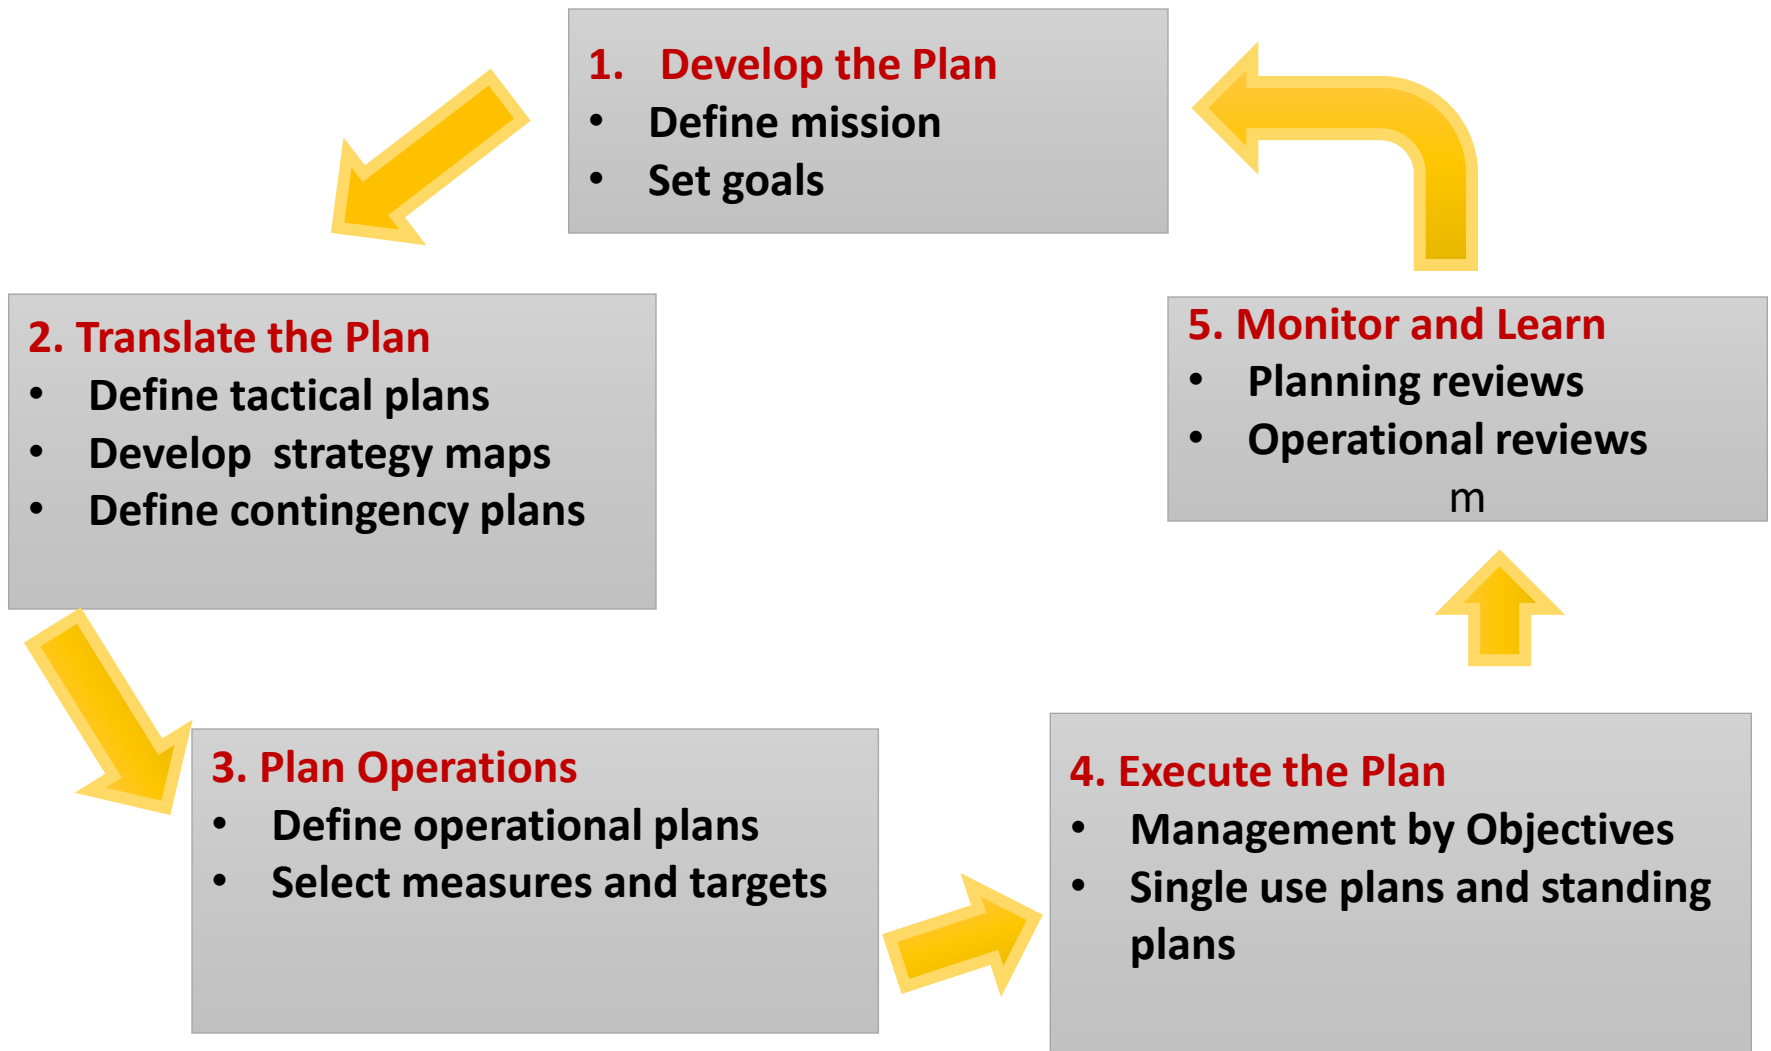 1. Develop the Plan
• Define mission
• Set goals
2. Translate the Plan
• Define tactical plans
• Develop strategy maps
• Define contingency plans
3. Plan Operations
• Define operational plans
• Select measures and targets
4. Execute the Plan
• Management by Objectives
• Single use plans and standing
plans
5. Monitor and Learn
• Planning reviews
• Operational reviews
m